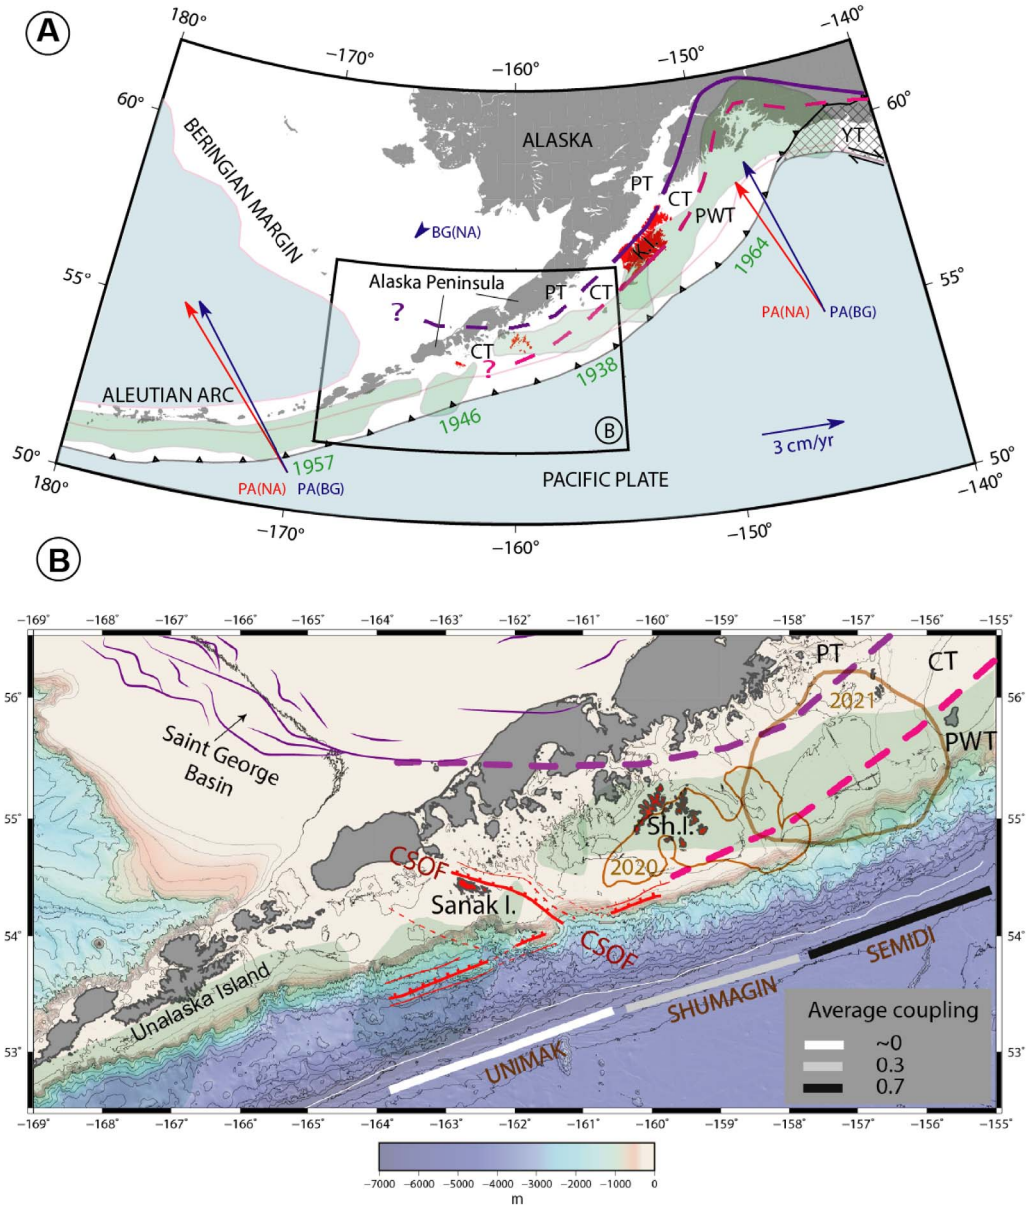 A
180°
−170°
−160°
−150°
−140°
60°
60°
BERINGIAN MARGIN
ALASKA
YT
PT
CT
PWT
K.I.
BG(NA)
1964
55°
55°
Alaska Peninsula
PT
CT
?
PA(NA)
PA(BG)
CT
?
1938
ALEUTIAN ARC
1946
B
3 cm/yr
1957
50°
50°
PA(NA)
PA(BG)
PACIFIC PLATE
180°
−170°
−160°
−150°
−140°
B
−169°
−168°
−167°
−166°
−165°
−164°
−163°
−162°
−161°
−160°
−159°
−158°
−157°
−156°
−155°
PT
CT
56°
56°
2021
Saint George
Basin
PWT
55°
55°
Sh.I.
CSOF
2020
Sanak I.
54°
54°
CSOF
SEMIDI
Unalaska Island
SHUMAGIN
Average coupling
~0
53°
53°
UNIMAK
0.3
0.7
−169°
−168°
−167°
−166°
−165°
−164°
−163°
−162°
−161°
−160°
−159°
−158°
−157°
−156°
−155°
−7000
−6000
−5000
−4000
−3000
−2000
−1000
0
m